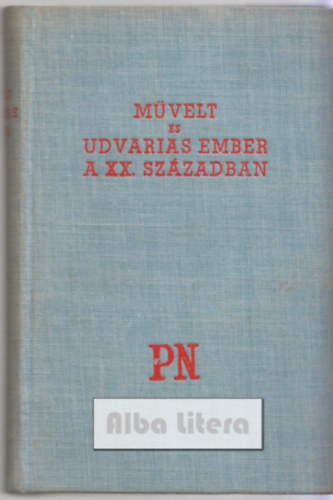 MŰVELT
ÉS
UDVARIAS EMBER
A XX. SZÁZADBAN
PN
Alba Litera